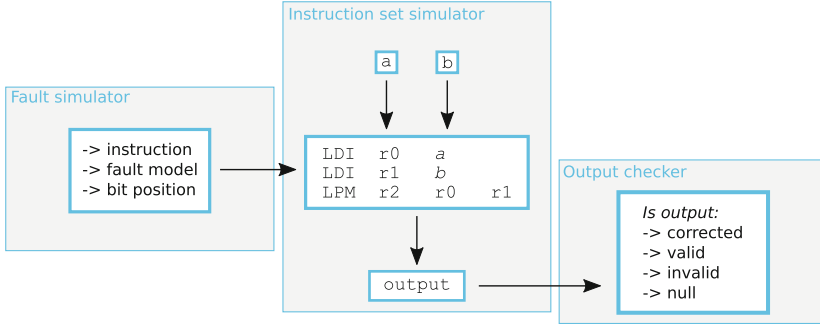 Fault simulator
-> instruction
-> fault model
-> bit position
Instruction set simulator
a b
LDI r0 a
LDI r1 b
LPM r2 r0 r1
output
Output checker
Is output:
-> corrected
-> valid
-> invalid
-> null